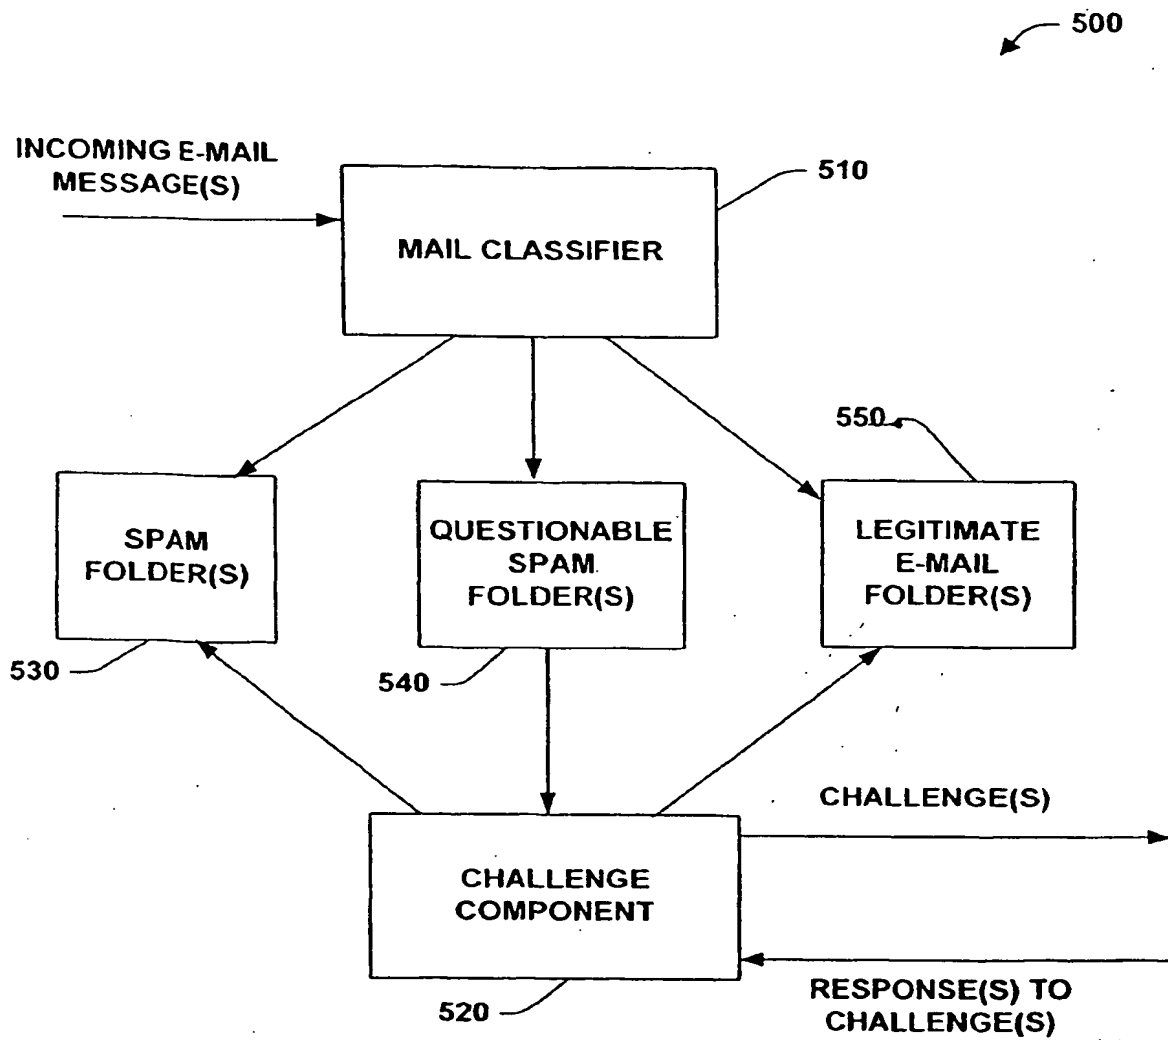 500
INCOMING E-MAIL
MESSAGE(S)
510
MAIL CLASSIFIER
550
SPAM
FOLDER(S)
QUESTIONABLE
SPAM
FOLDER(S)
LEGITIMATE
E-MAIL
FOLDER(S)
530
540
CHALLENGE(S)
CHALLENGE
COMPONENT
520
RESPONSE(S) TO
CHALLENGE(S)